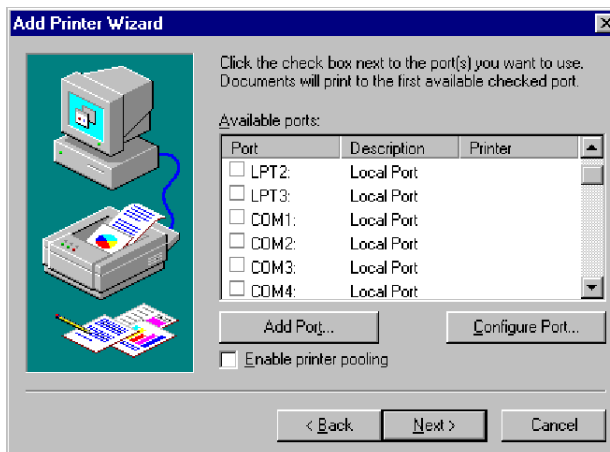 Add Printer Wizard
Click the check box next to the port(s) you want to use.
Documents will print to the first available checked port.
Available ports:
Port Description Printer
LPT2: Local Port
LPT3: Local Port
COM1: Local Port
COM2: Local Port
COM3: Local Port
COM4: Local Port
Add Port... Configure Port...
Enable printer pooling
< Back Next > Cancel